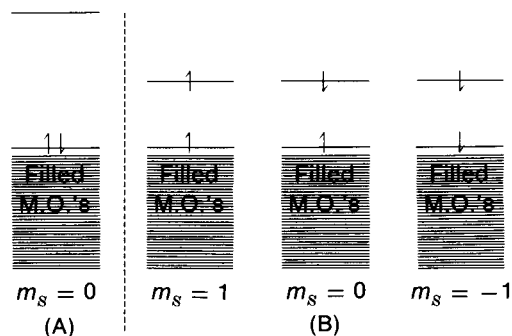 Filled Filled Filled Filled
M.O.'s M.O.'s M.O.'s M.O.'s
m_s = 0 m_s = 1 m_s = 0 m_s = −1
(A) (B)